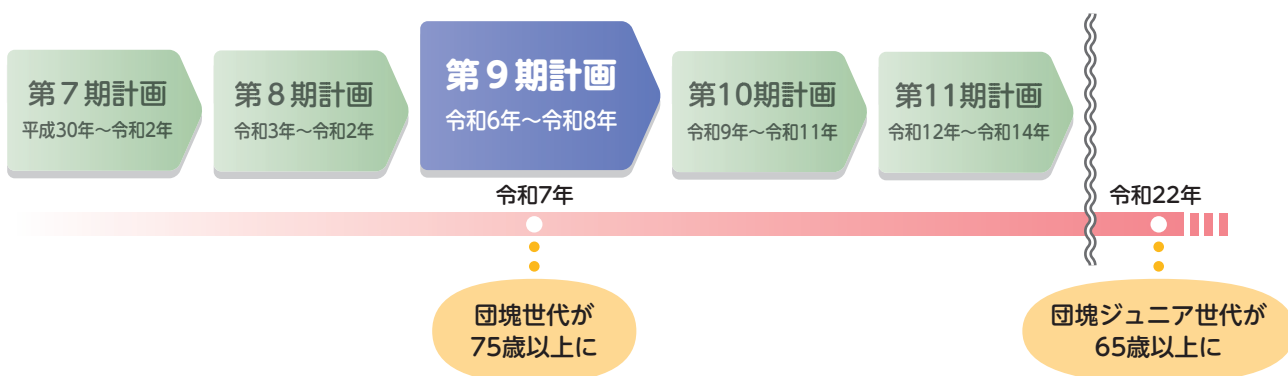 第７期計画
平成30年～令和2年
第８期計画
令和3年～令和2年
第９期計画
令和6年～令和8年
第10期計画
令和9年～令和11年
第11期計画
令和12年～令和14年
令和7年
令和22年
団塊世代が
75歳以上に
団塊ジュニア世代が
65歳以上に